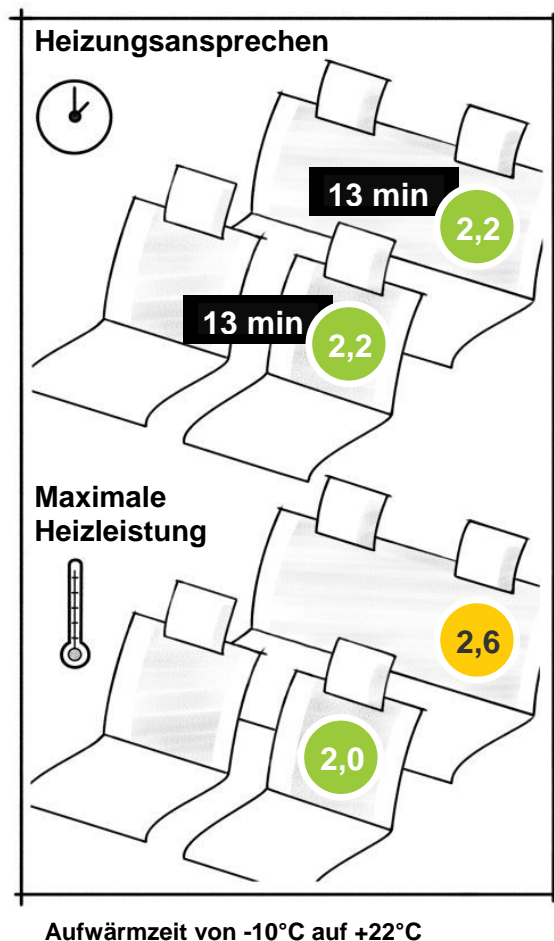 Heizungsansprechen
13 min
2,2
13 min
2,2
Maximale
Heizleistung
2,6
2,0
Aufwärmzeit von -10°C auf +22°C